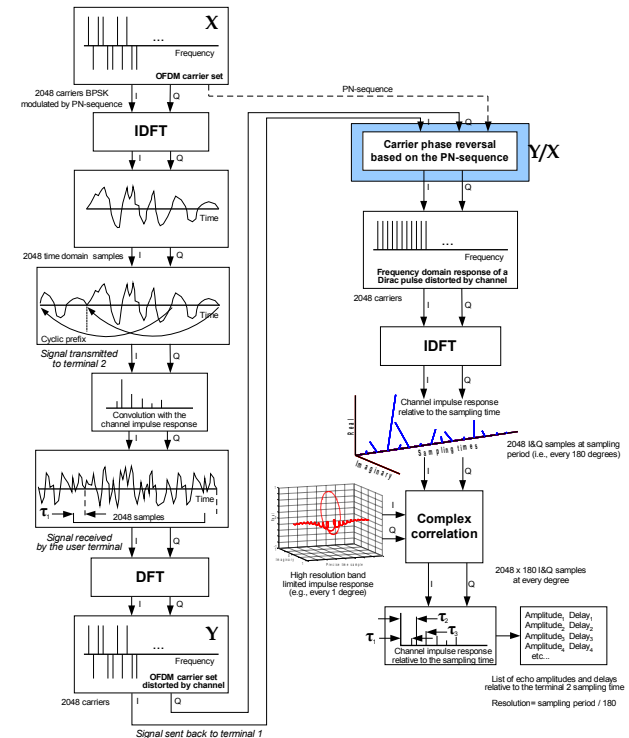 X
...
Frequency
OFDM carrier set
2048 carriers BPSK
modulated by PN-sequence
I
Q
PN-sequence
IDFT
I
Q
Time
2048 time domain samples
I
Q
Time
Cyclic prefix
Signal transmitted
to terminal 2
I
Q
Convolution with the
channel impulse response
I
Q
Time
τ1
2048 samples
Signal received
by the user terminal
I
Q
DFT
I
Q
Y
...
Frequency
OFDM carrier set
distorted by channel
2048 carriers
I
Q
Signal sent back to terminal 1
I
Q
Carrier phase reversal
based on the PN-sequence
Y/X
I
Q
...
Frequency
Frequency domain response of a
Dirac pulse distorted by channel
2048 carriers
I
Q
IDFT
I
Q
Channel impulse response
relative to the sampling time
Real
Imaginary
Sampling times
2048 I&Q samples at sampling
period (i.e., every 180 degrees)
I
Q
I
Q
Complex
correlation
High resolution band
limited impulse response
(e.g., every 1 degree)
2048 x 180 I&Q samples
at every degree
I
Q
τ2
τ1
τ3
Channel impulse response
relative to the sampling time
Amplitude1 Delay1
Amplitude2 Delay2
Amplitude3 Delay3
Amplitude4 Delay4
etc...
List of echo amplitudes and delays
relative to the terminal 2 sampling time
Resolution= sampling period / 180